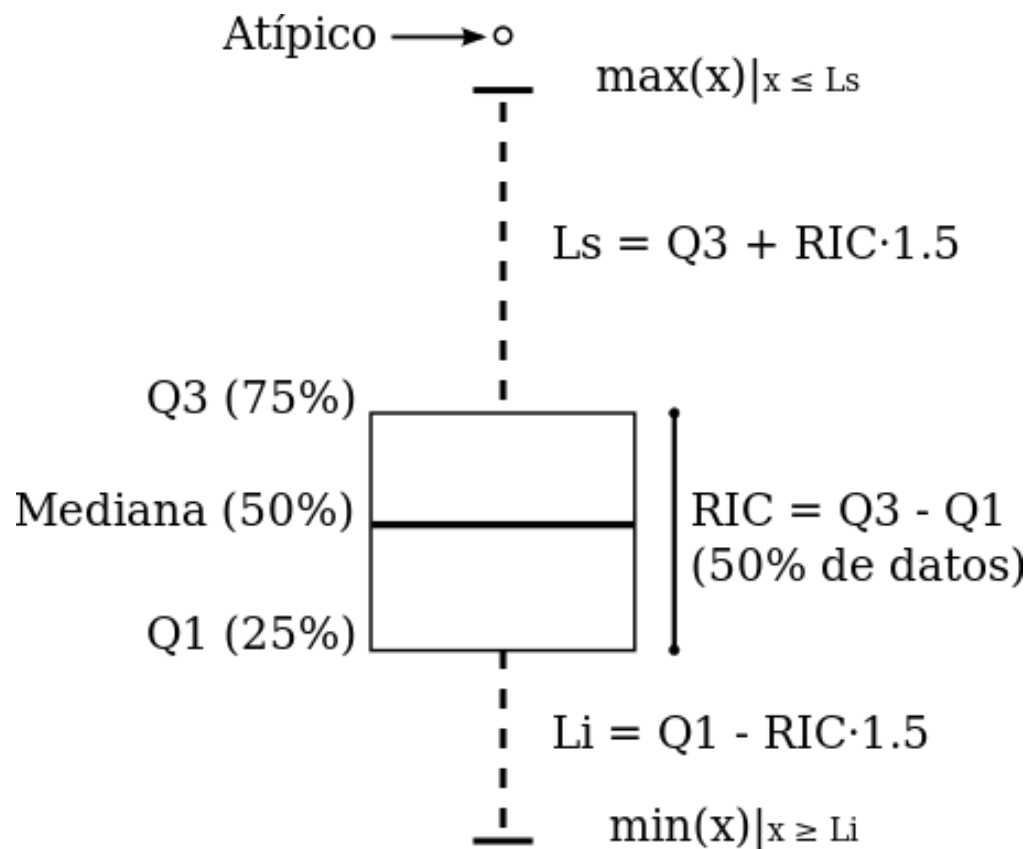 Atípico
max(x)|x ≤ Ls
Ls = Q3 + RIC·1.5
Q3 (75%)
Mediana (50%)
RIC = Q3 - Q1
(50% de datos)
Q1 (25%)
Li = Q1 - RIC·1.5
min(x)|x ≥ Li